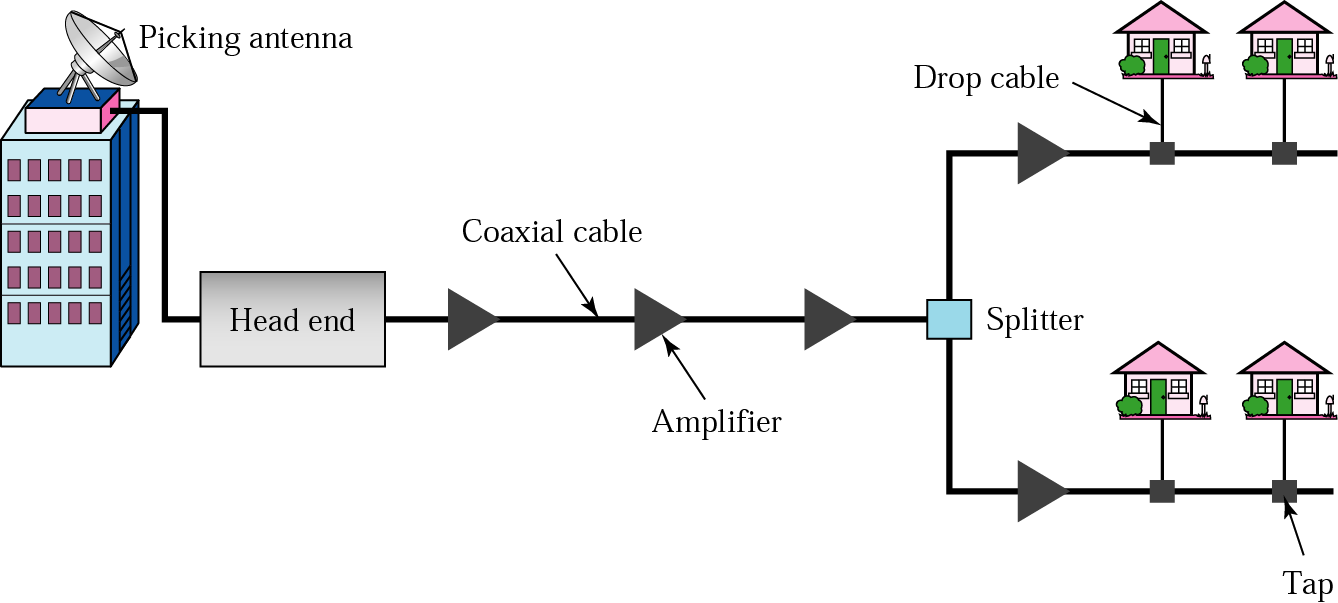 Picking antenna
Drop cable
Coaxial cable
Head end
Splitter
Amplifier
Tap